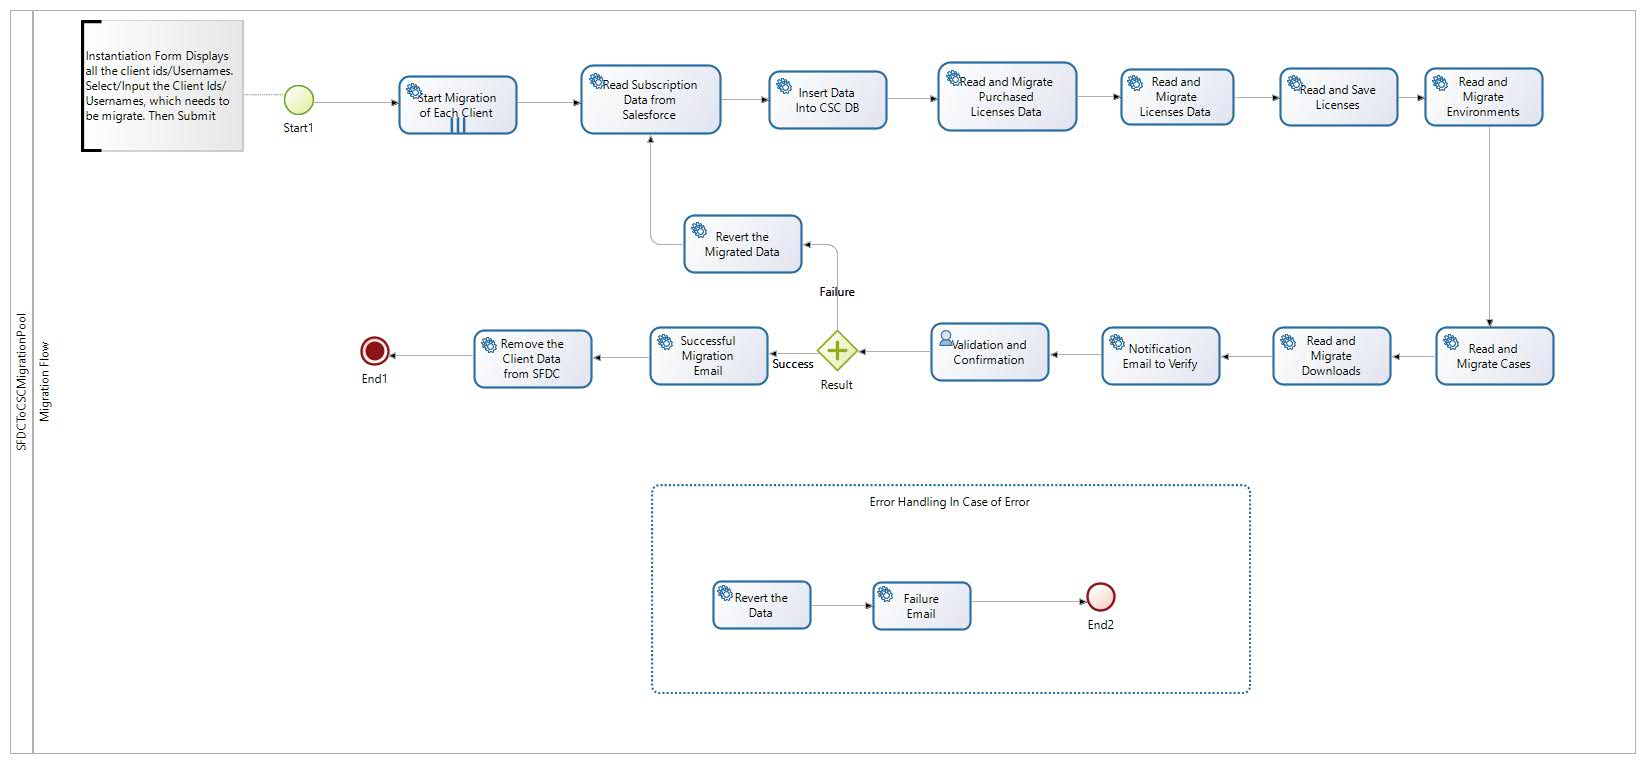 SFDCToCSCMigrationPool
Migration Flow
Instantiation Form Displays
all the client ids/Usernames.
Select/Input the Client Ids/
Usernames, which needs to
be migrate. Then Submit
Start1
Start Migration
of Each Client
Read Subscription
Data from
Salesforce
Insert Data
Into CSC DB
Read and Migrate
Purchased
Licenses Data
Read and
Migrate
Licenses Data
Read and Save
Licenses
Read and
Migrate
Environments
Revert the
Migrated Data
Failure
End1
Remove the
Client Data
from SFDC
Successful
Migration
Email
Success
Result
Validation and
Confirmation
Notification
Email to Verify
Read and
Migrate
Downloads
Read and
Migrate Cases
Error Handling In Case of Error
Revert the
Data
Failure
Email
End2